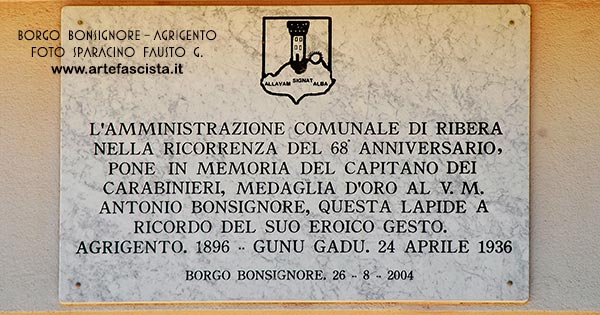 BORGO BONSIGNORE - AGRIGENTO
FOTO SPARACINO FAUSTO G.
www.artefascista.it
ALLAVAM SIGNAT ALBA
L'AMMINISTRAZIONE COMUNALE DI RIBERA
NELLA RICORRENZA DEL 68° ANNIVERSARIO,
PONE IN MEMORIA DEL CAPITANO DEI
CARABINIERI, MEDAGLIA D'ORO AL V. M.
ANTONIO BONSIGNORE, QUESTA LAPIDE A
RICORDO DEL SUO EROICO GESTO.
AGRIGENTO. 1896 -- GUNU GADU. 24 APRILE 1936
BORGO BONSIGNORE. 26 -- 8 -- 2004